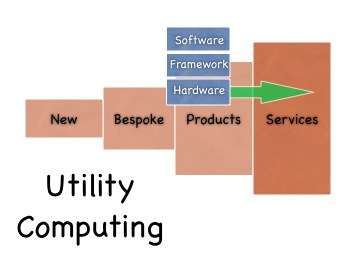 Software
Framework
Hardware
New
Bespoke
Products
Services
Utility
Computing